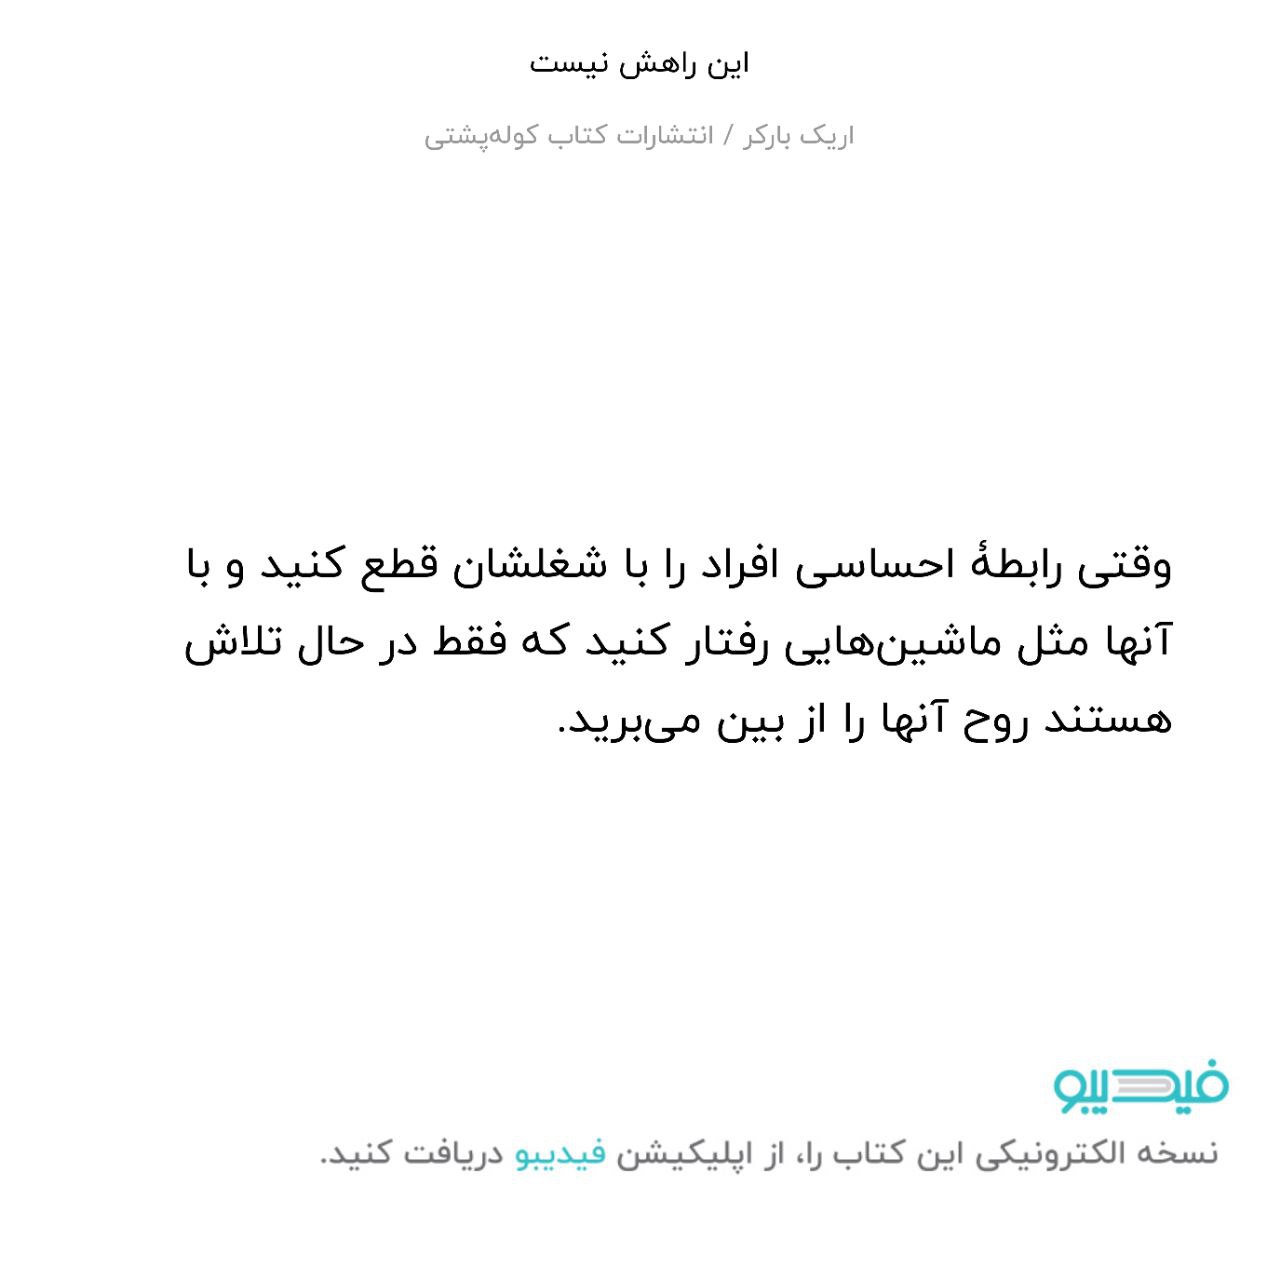 این راهش نیست
اریک بارکر / انتشارات کتاب کوله‌پشتی
وقتی رابطهٔ احساسی افراد را با شغلشان قطع کنید و با
آنها مثل ماشین‌هایی رفتار کنید که فقط در حال تلاش
هستند روح آنها را از بین می‌برید.
فیدیبو
نسخه الکترونیکی این کتاب را، از اپلیکیشن فیدیبو دریافت کنید.